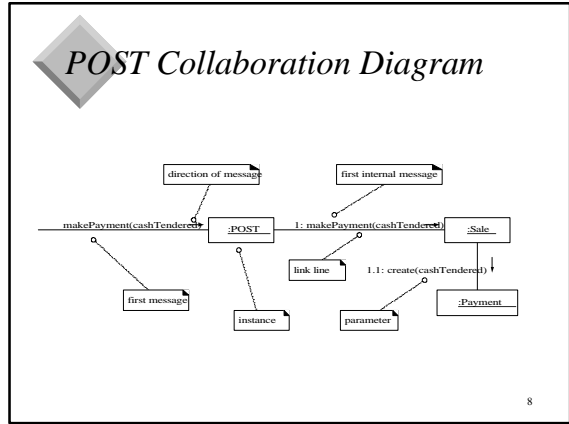 POST Collaboration Diagram
direction of message
first internal message
makePayment(cashTendered)
:POST
1: makePayment(cashTendered)
:Sale
link line
1.1: create(cashTendered)
first message
:Payment
instance
parameter
8